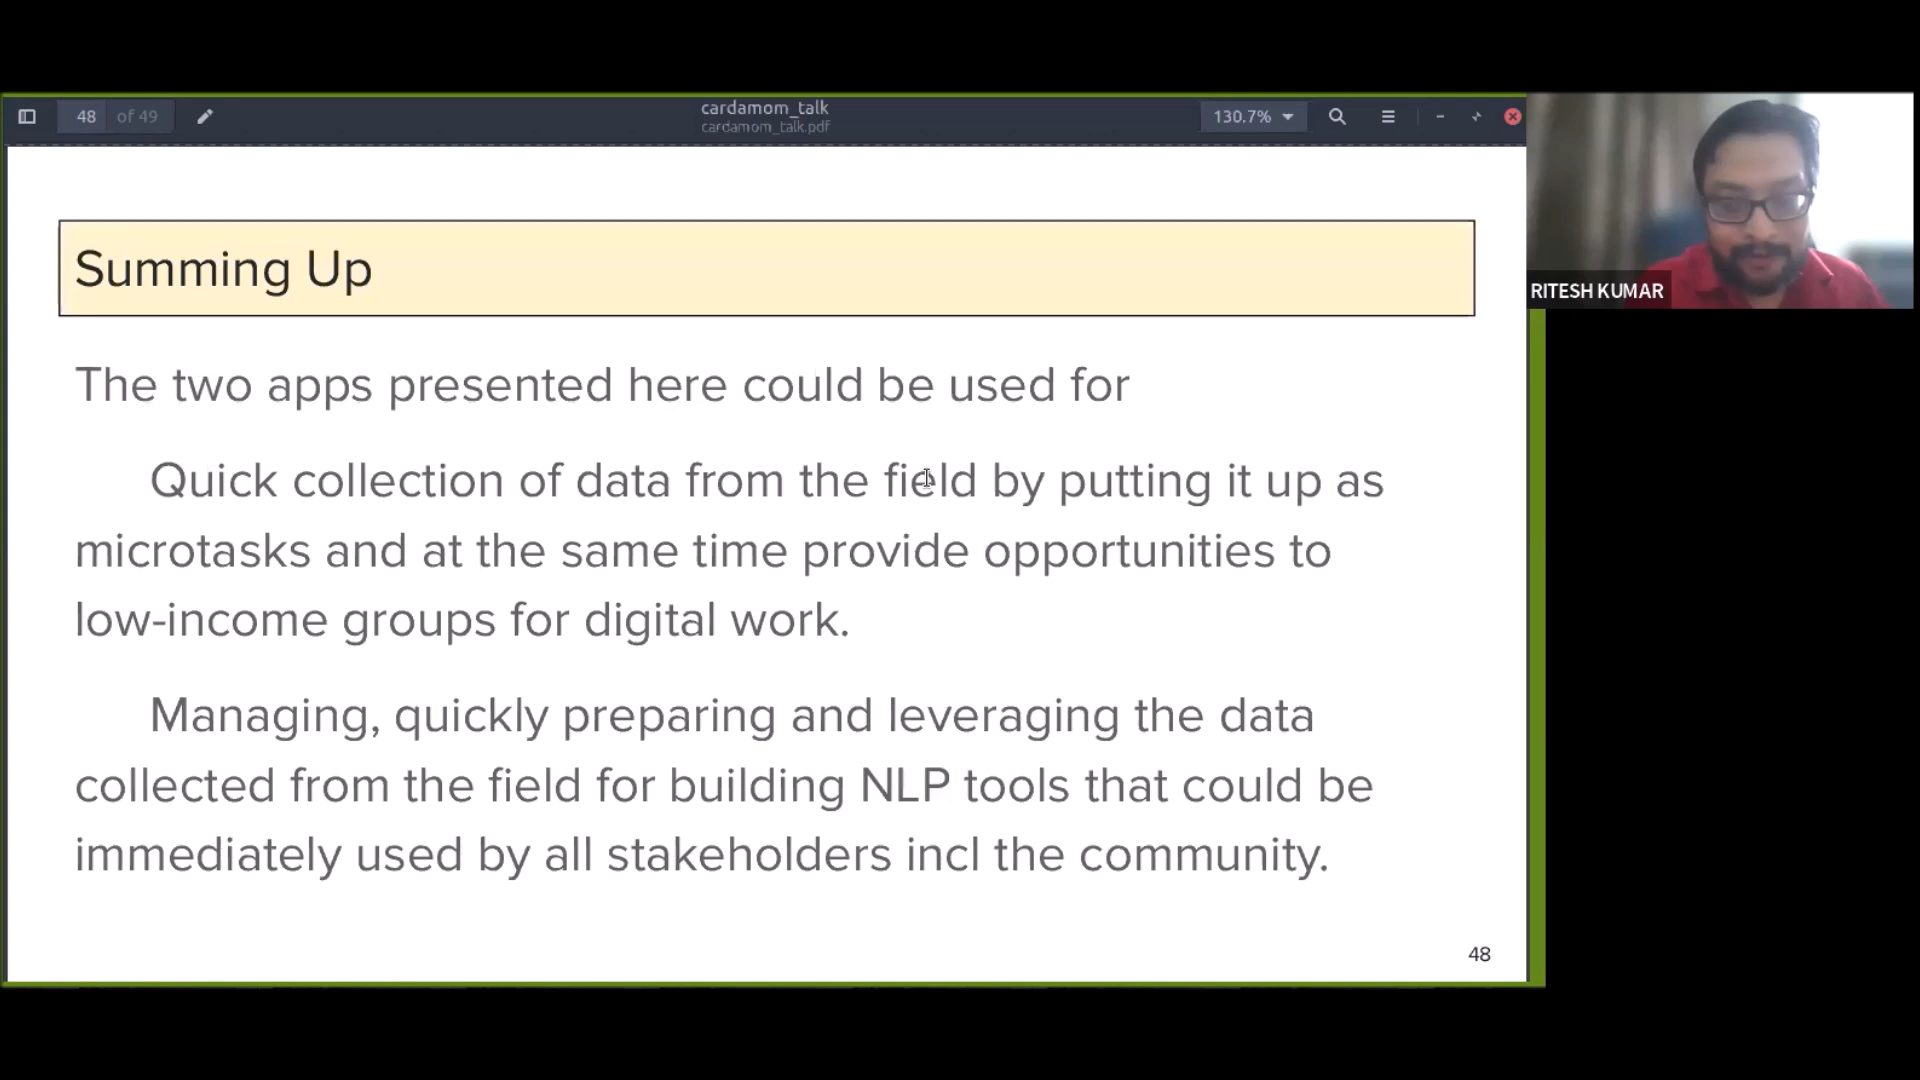 48 of 49
cardamom_talk
cardamom_talk.pdf
130.7%
Summing Up
The two apps presented here could be used for
Quick collection of data from the field by putting it up as
microtasks and at the same time provide opportunities to
low-income groups for digital work.
Managing, quickly preparing and leveraging the data
collected from the field for building NLP tools that could be
immediately used by all stakeholders incl the community.
48
RITESH KUMAR